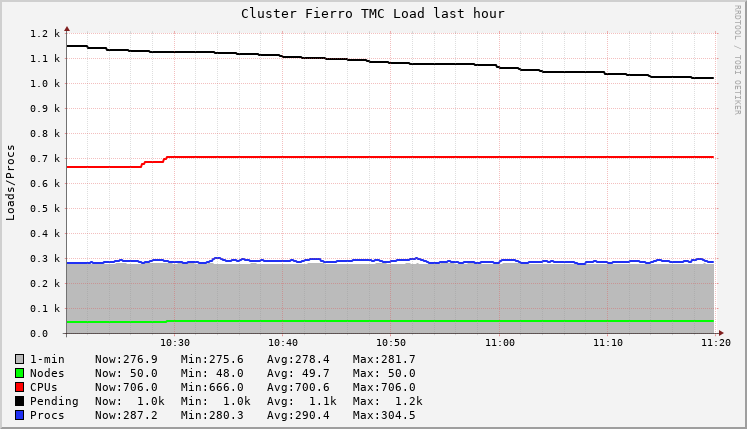 Cluster Fierro TMC Load last hour
RRDTOOL / TOBI OETIKER
Loads/Procs
1.2 k
1.1 k
1.0 k
0.9 k
0.8 k
0.7 k
0.6 k
0.5 k
0.4 k
0.3 k
0.2 k
0.1 k
0.0
10:30 10:40 10:50 11:00 11:10 11:20
1-min Now:276.9 Min:275.6 Avg:278.4 Max:281.7
Nodes Now: 50.0 Min: 48.0 Avg: 49.7 Max: 50.0
CPUs Now:706.0 Min:666.0 Avg:700.6 Max:706.0
Pending Now: 1.0k Min: 1.0k Avg: 1.1k Max: 1.2k
Procs Now:287.2 Min:280.3 Avg:290.4 Max:304.5